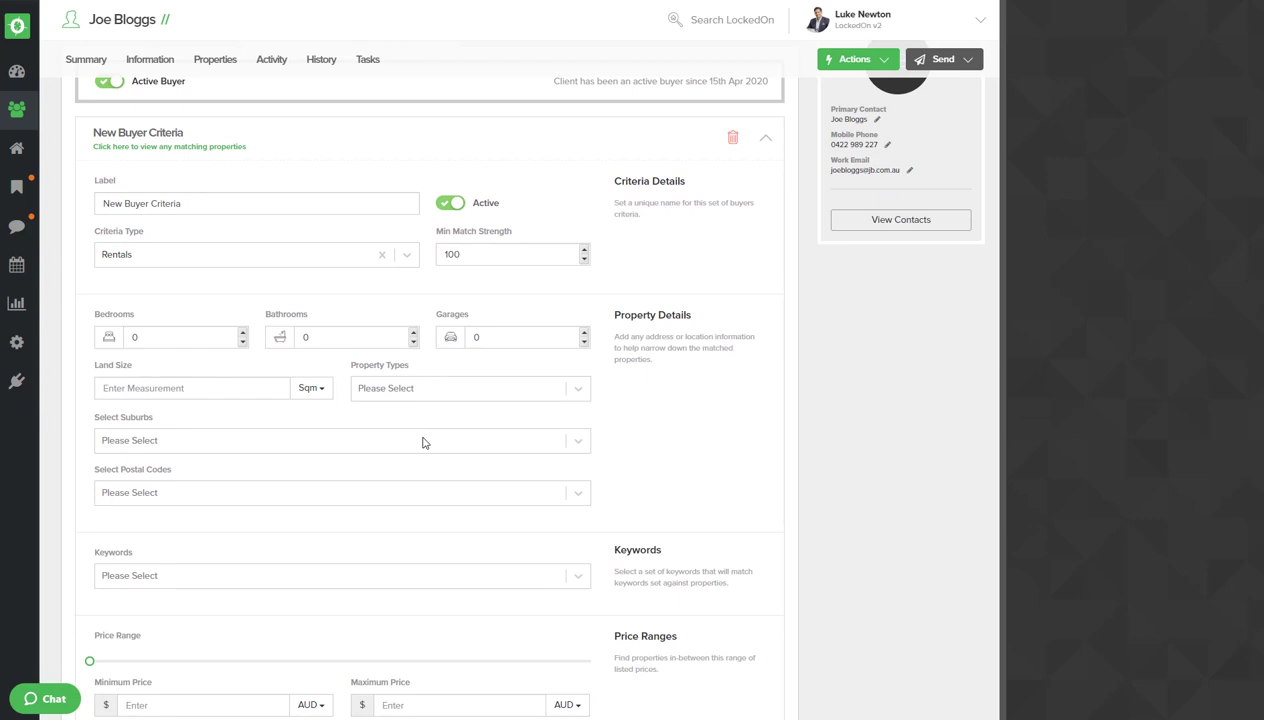 Joe Bloggs //
Search LockedOn
Luke Newton
LockedOn v2
Summary
Information
Properties
Activity
History
Tasks
Actions
Send
Active Buyer
Client has been an active buyer since 15th Apr 2020
Primary Contact
Joe Bloggs
Mobile Phone
0422 989 227
Work Email
joebloggs@jb.com.au
View Contacts
New Buyer Criteria
Click here to view any matching properties
Label
New Buyer Criteria
Active
Criteria Details
Set a unique name for this set of buyers
criteria.
Criteria Type
Min Match Strength
Rentals
100
Bedrooms
Bathrooms
Garages
0
0
0
Property Details
Add any address or location information
to help narrow down the matched
properties.
Land Size
Property Types
Enter Measurement
Sqm
Please Select
Select Suburbs
Please Select
Select Postal Codes
Please Select
Keywords
Please Select
Keywords
Select a set of keywords that will match
keywords set against properties.
Price Range
Price Ranges
Find properties in-between this range of
listed prices.
Minimum Price
Maximum Price
$ Enter AUD
$ Enter AUD
Chat